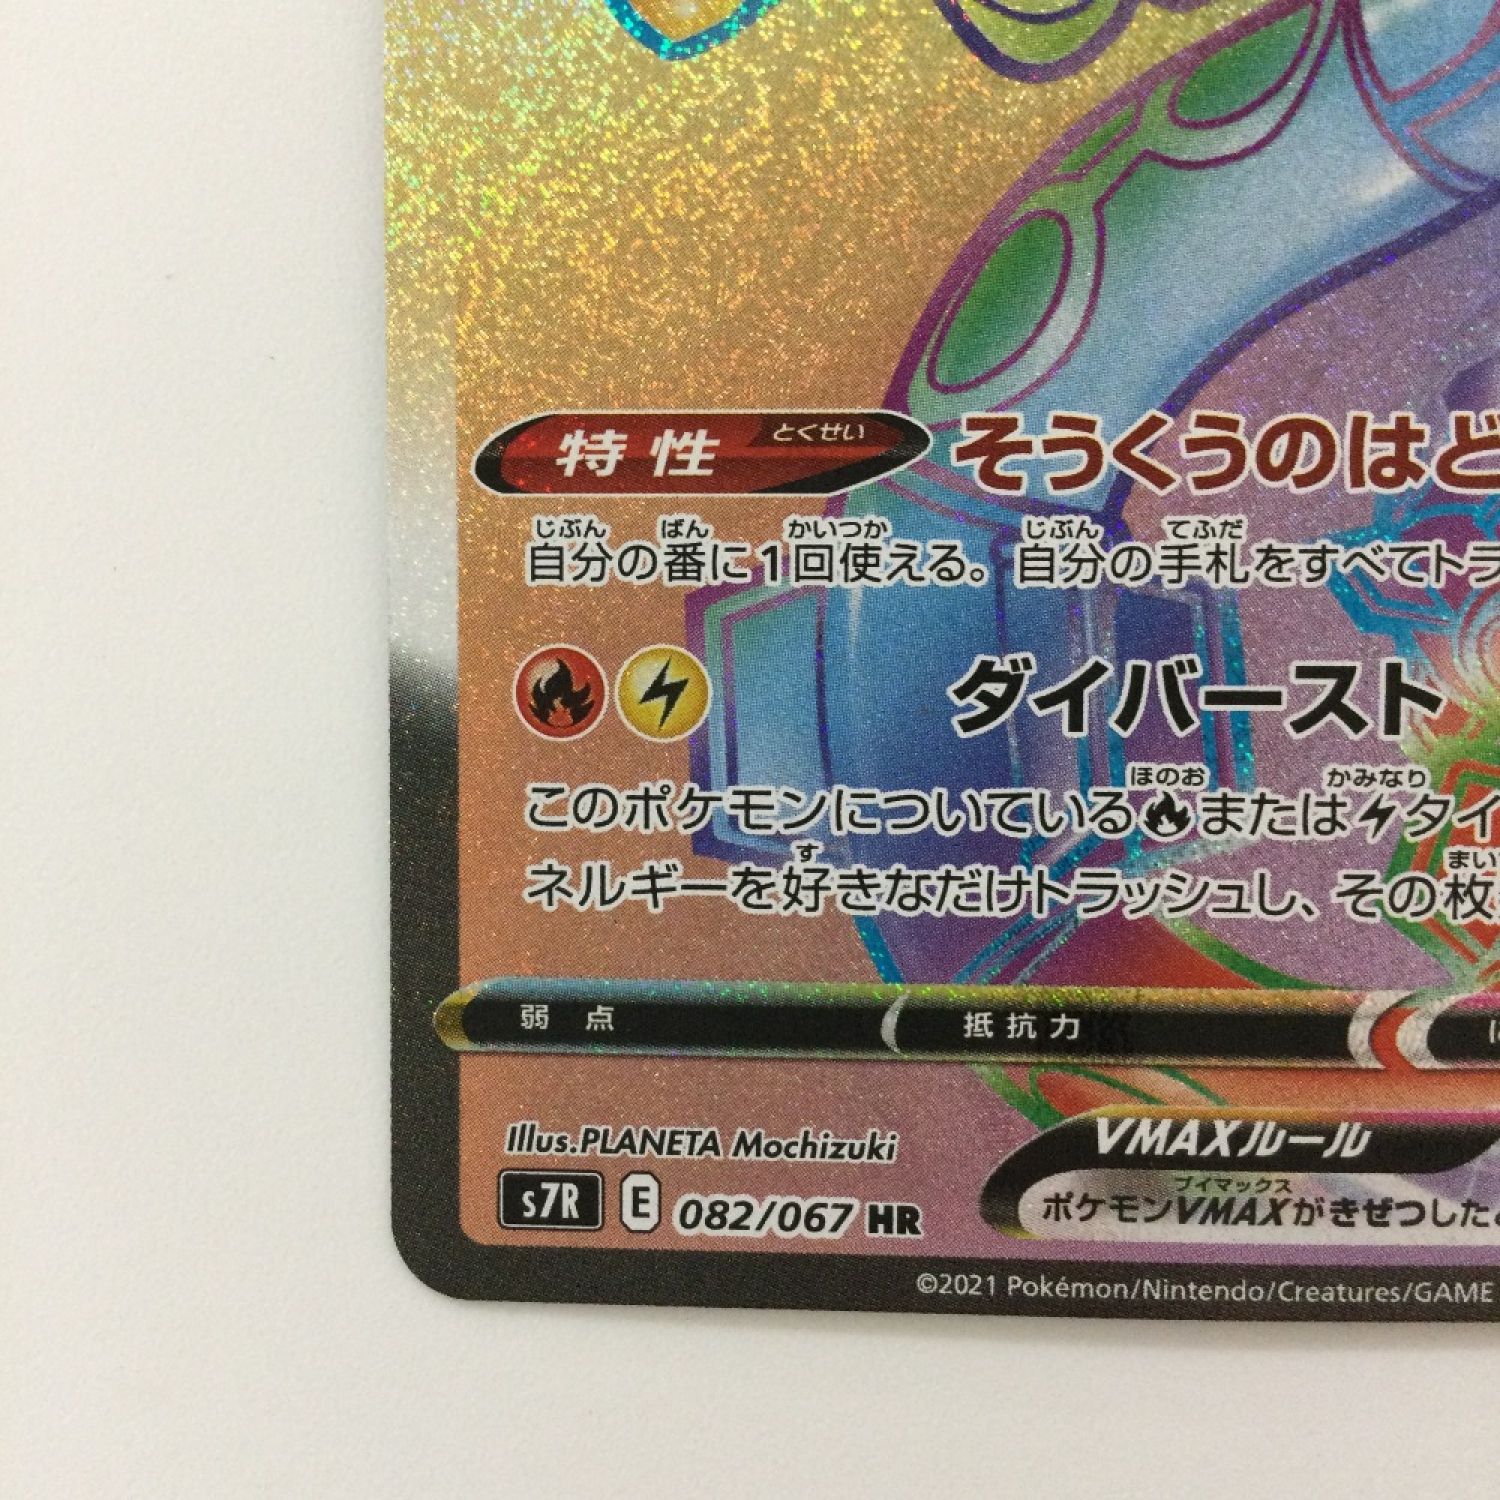 特性 とくせい そうくうのはど
じぶん ばん かいつか じぶん てふだ
自分の番に1回使える。自分の手札をすべてトラ
ダイバースト
ほのお かみなり
このポケモンについているまたはタイ
す まい
ネルギーを好きなだけトラッシュし、その枚
弱点 抵抗力
Illus.PLANETA Mochizuki
VMAXルール
s7R E 082/067 HR
ブイマックス
ポケモンVMAXがきぜつした
©2021 Pokémon/Nintendo/Creatures/GAME